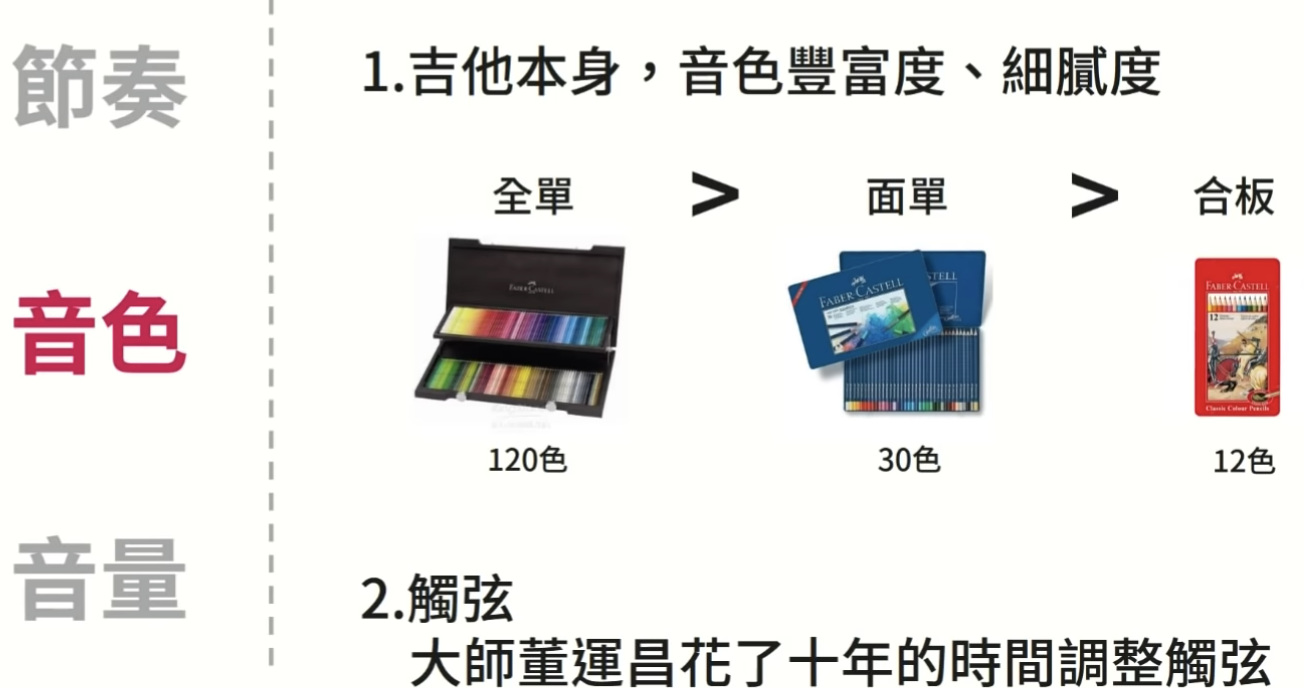 節奏
音色
音量
1.吉他本身，音色豐富度、細膩度
全單 > 面單 > 合板
FABER-CASTELL
FABER-CASTELL
STELL
FABER-CASTELL
12
Classic Colour Pencils
120色
30色
12色
2.觸弦
大師董運昌花了十年的時間調整觸弦